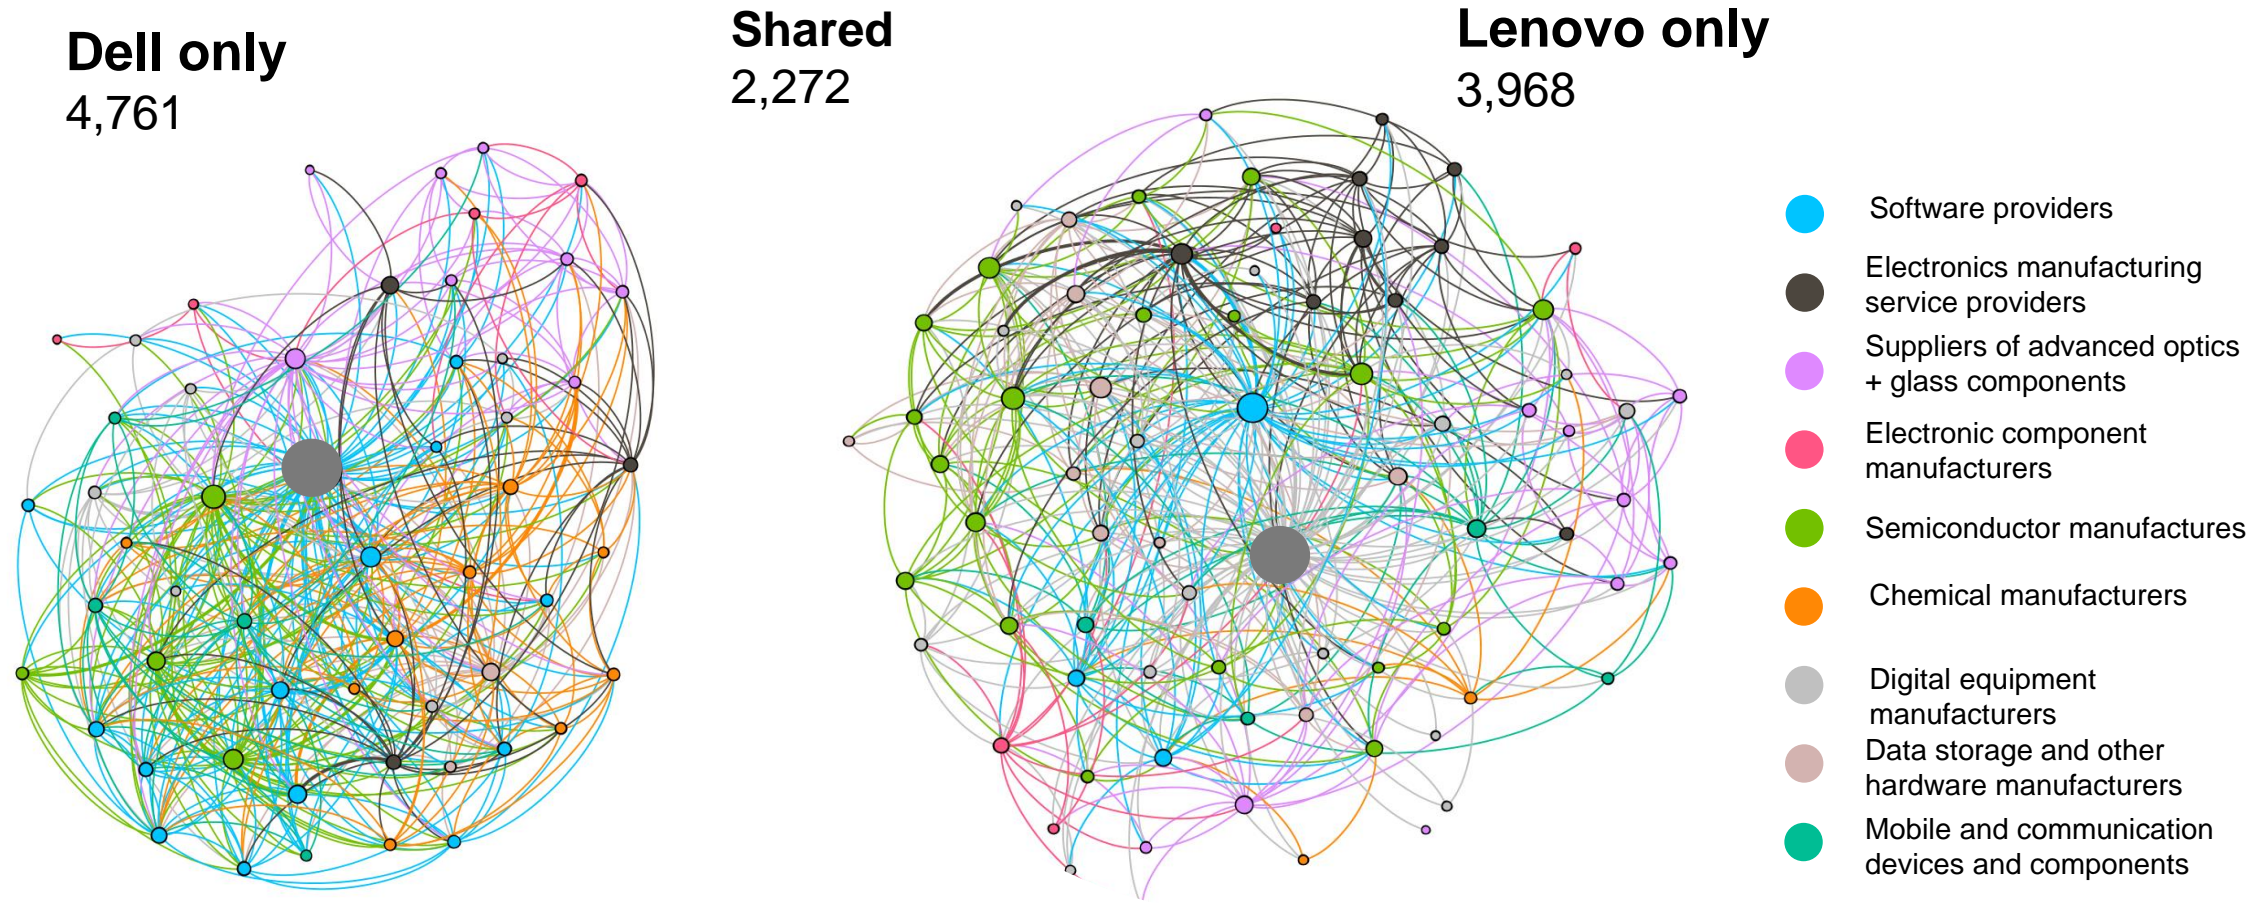 Dell only
4,761
Shared
2,272
Lenovo only
3,968
Software providers
Electronics manufacturing
service providers
Suppliers of advanced optics
+ glass components
Electronic component
manufacturers
Semiconductor manufactures
Chemical manufacturers
Digital equipment
manufacturers
Data storage and other
hardware manufacturers
Mobile and communication
devices and components